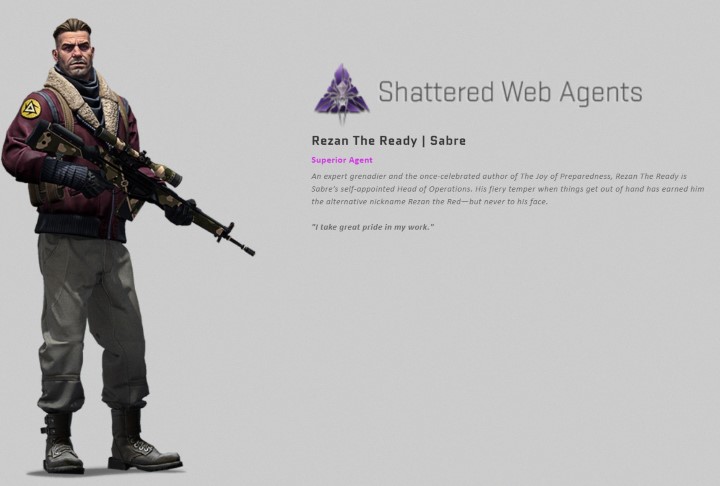 Shattered Web Agents
Rezan The Ready | Sabre
Superior Agent
An expert grenadier and the once-celebrated author of The Joy of Preparedness, Rezan The Ready is
Sabre's self-appointed Head of Operations. His fiery temper when things get out of hand has earned him
the alternative nickname Rezan the Red—but never to his face.
"I take great pride in my work."